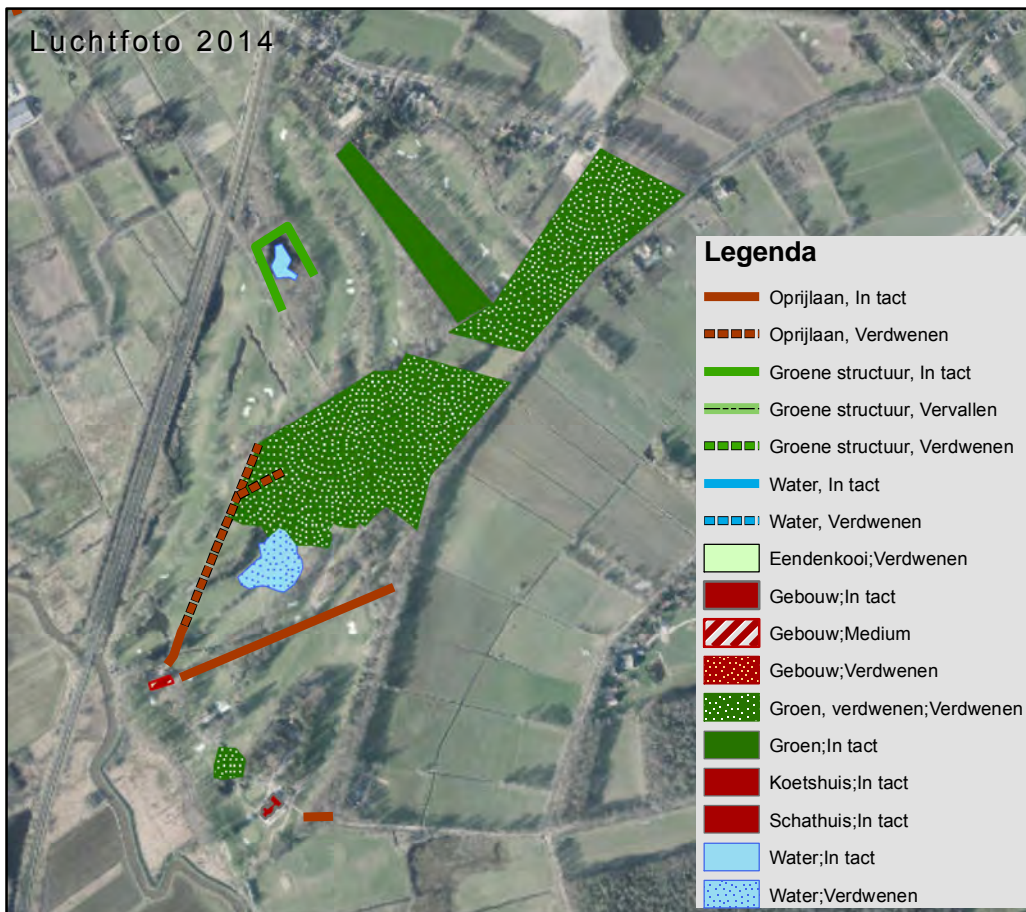 Luchtfoto 2014
Legenda
Oprijlaan, In tact
Oprijlaan, Verdwenen
Groene structuur, In tact
Groene structuur, Vervallen
Groene structuur, Verdwenen
Water, In tact
Water, Verdwenen
Eendenkooi;Verdwenen
Gebouw;In tact
Gebouw;Medium
Gebouw;Verdwenen
Groen, verdwenen;Verdwenen
Groen;In tact
Koetshuis;In tact
Schathuis;In tact
Water;In tact
Water;Verdwenen